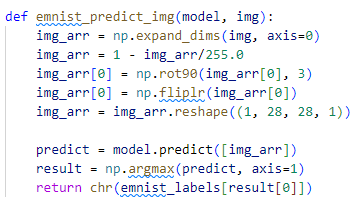 def emnist_predict_img(model, img):
    img_arr = np.expand_dims(img, axis=0)
    img_arr = 1 - img_arr/255.0
    img_arr[0] = np.rot90(img_arr[0], 3)
    img_arr[0] = np.fliplr(img_arr[0])
    img_arr = img_arr.reshape((1, 28, 28, 1))

    predict = model.predict([img_arr])
    result = np.argmax(predict, axis=1)
    return chr(emnist_labels[result[0]])